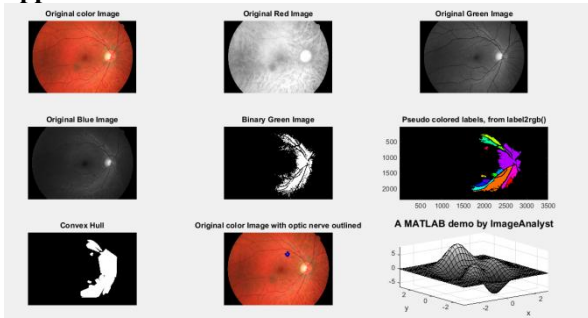 Original color Image
Original Red Image
Original Green Image
Original Blue Image
Binary Green Image
Pseudo colored labels, from label2rgb()
500
1000
1500
2000
500 1000 1500 2000 2500 3000 3500
Convex Hull
Original color Image with optic nerve outlined
A MATLAB demo by ImageAnalyst
5
0
-5
2
0
-2
y
-2
0
2
x